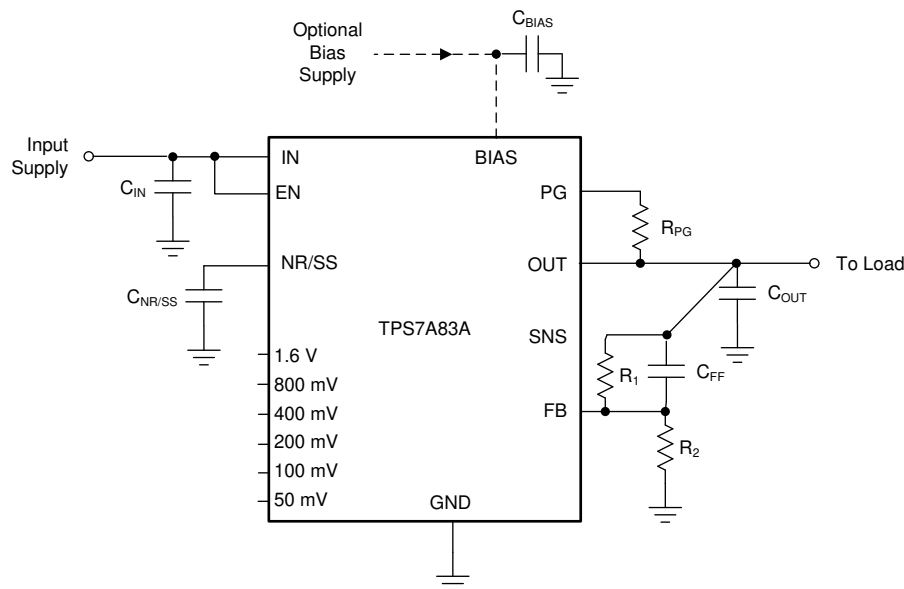 Optional
Bias
Supply
C_BIAS
Input
Supply
C_IN
IN
EN
BIAS
PG
R_PG
NR/SS
C_NR/SS
OUT
To Load
C_OUT
TPS7A83A
SNS
R_1
C_FF
FB
R_2
1.6 V
800 mV
400 mV
200 mV
100 mV
50 mV
GND